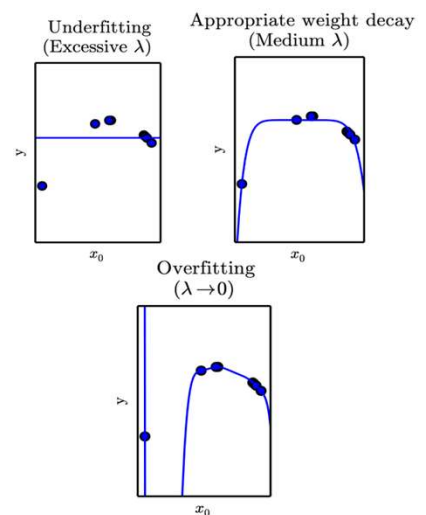 Underfitting
(Excessive λ)
y
x₀
Appropriate weight decay
(Medium λ)
y
x₀
Overfitting
(λ→0)
y
x₀